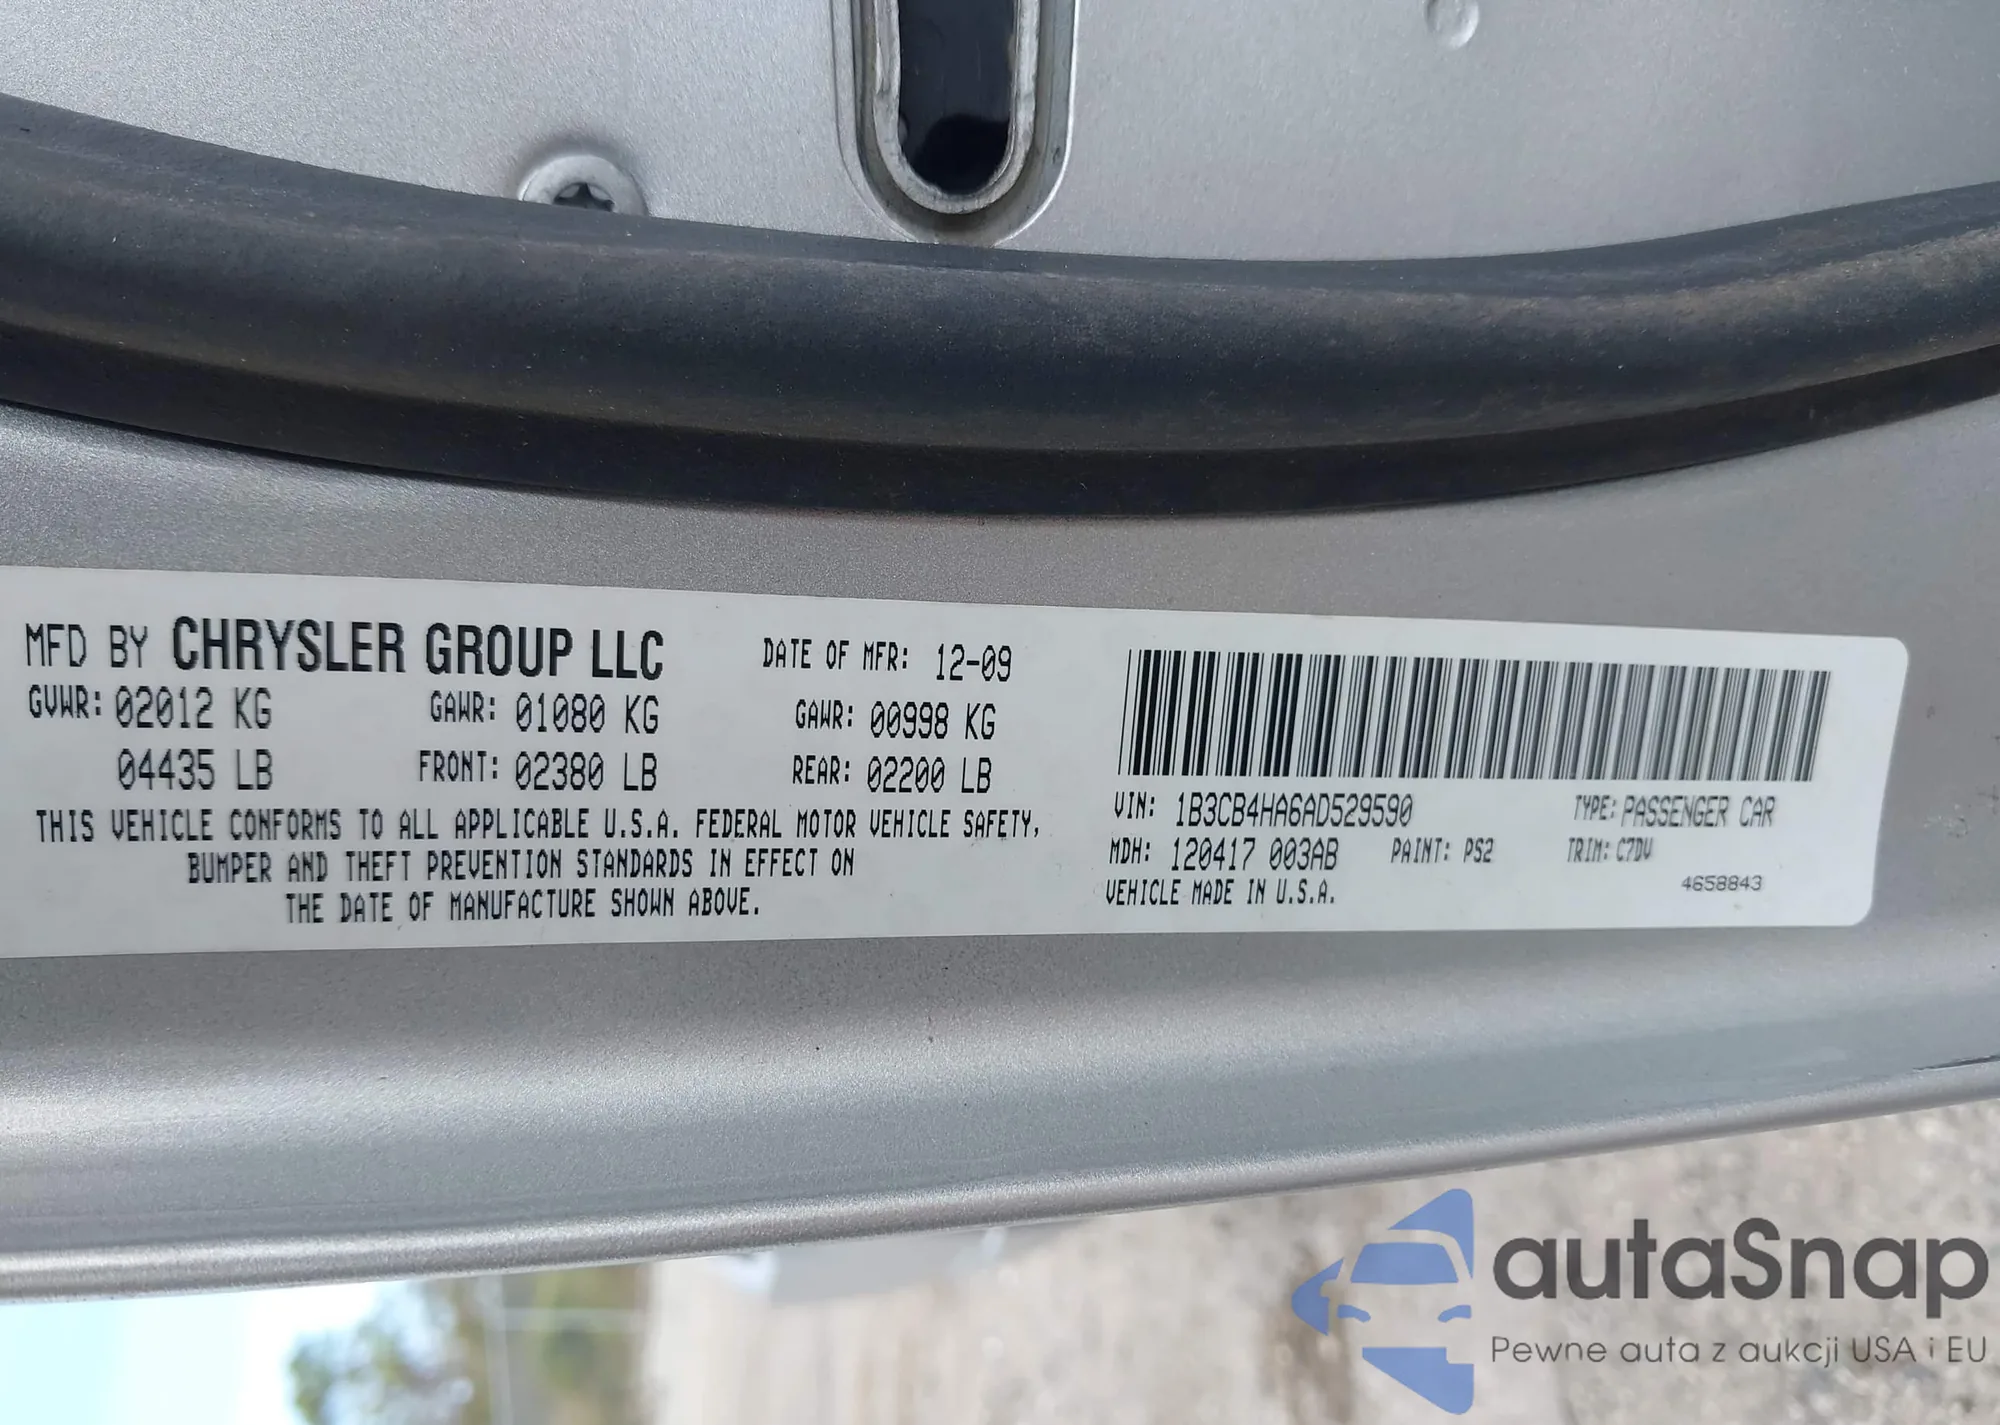 MFD BY CHRYSLER GROUP LLC DATE OF MFR: 12-09
GVWR: 02012 KG GAWR: 01080 KG GAWR: 00998 KG
04435 LB FRONT: 02380 LB REAR: 02200 LB
THIS VEHICLE CONFORMS TO ALL APPLICABLE U.S.A. FEDERAL MOTOR VEHICLE SAFETY,
BUMPER AND THEFT PREVENTION STANDARDS IN EFFECT ON
THE DATE OF MANUFACTURE SHOWN ABOVE.
VIN: 1B3CB4HA6AD529590 TYPE: PASSENGER CAR
MDH: 120417 003AB PAINT: PS2 TRIM: C7DV
VEHICLE MADE IN U.S.A.
4658843
autaSnap
Pewne auta z aukcji USA i EU